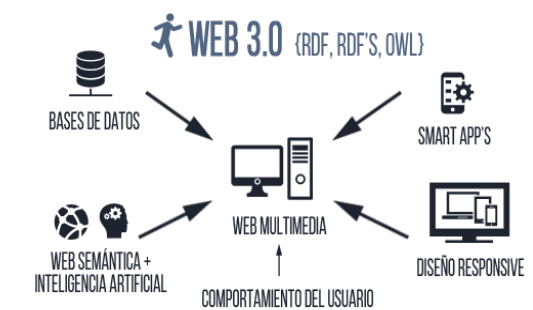 WEB 3.0 {RDF, RDF'S, OWL}
BASES DE DATOS
SMART APP'S
WEB MULTIMEDIA
WEB SEMÁNTICA +
INTELIGENCIA ARTIFICIAL
DISEÑO RESPONSIVE
COMPORTAMIENTO DEL USUARIO